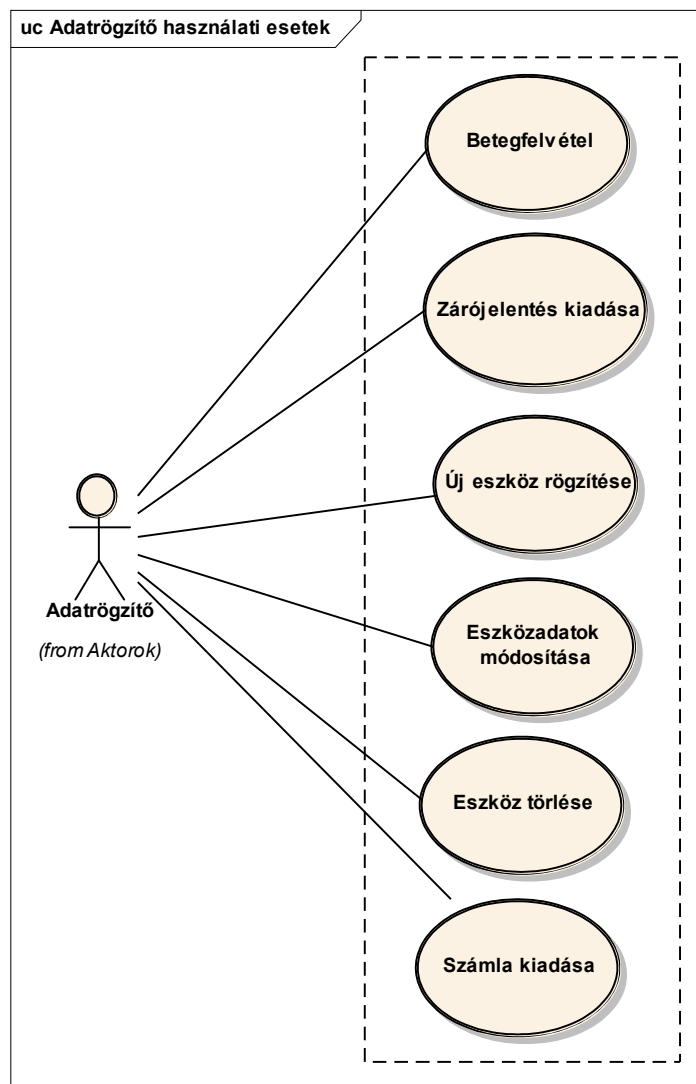 uc Adatrögzítő használati esetek
Betegfelvétel
Zárójelentés kiadása
Új eszköz rögzítése
Adatrögzítő
(from Aktorok)
Eszközadatok
módosítása
Eszköz törlése
Számla kiadása